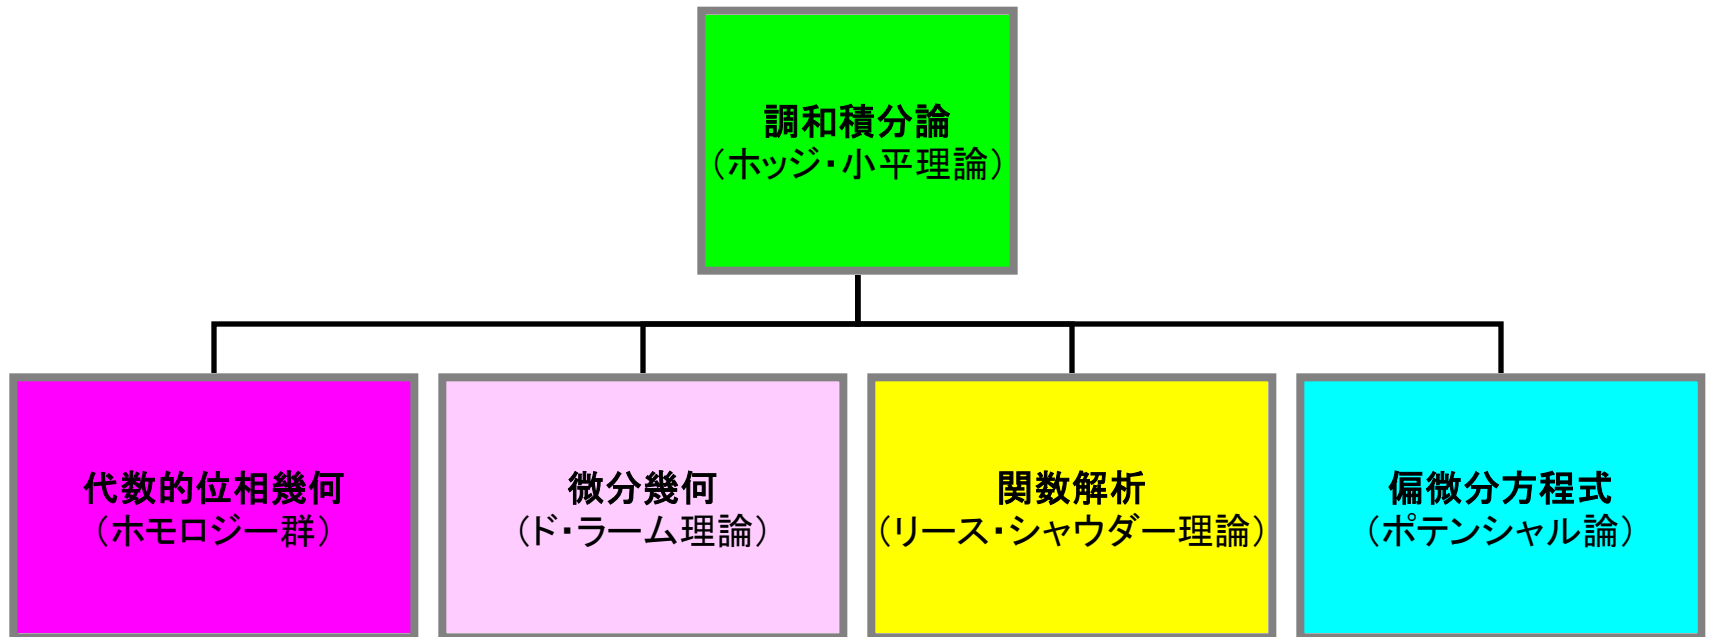 調和積分論
（ホッジ・小平理論）
代数的位相幾何
（ホモロジー群）
微分幾何
（ド・ラーム理論）
関数解析
（リース・シャウダー理論）
偏微分方程式
（ポテンシャル論）